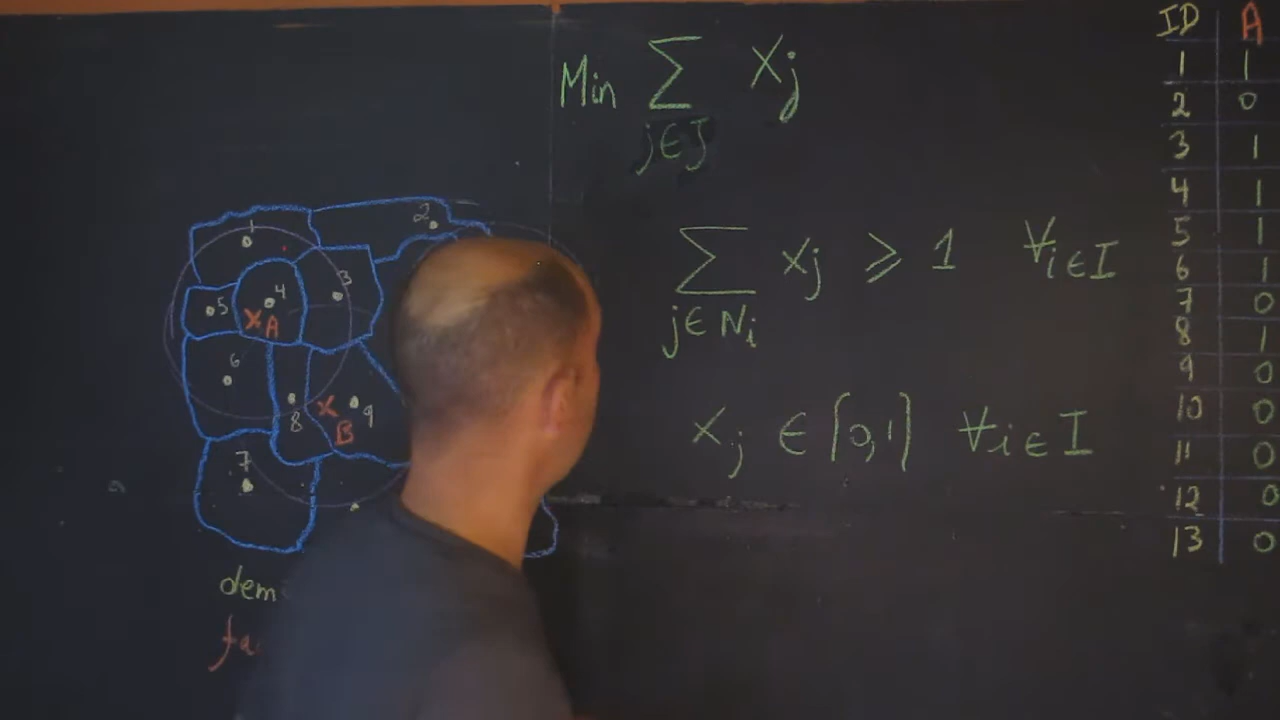 Min ∑ Xj
j∈J
∑ xj ⩾ 1 ∀i∈I
j∈Ni
xj ∈ {0,1} ∀i∈I
1
2
3
4
5
X A
6
8
X B
9
7
ID A
1 1
2 0
3 1
4 1
5 1
6 1
7 0
8 1
9 0
10 0
11 0
12 0
13 0